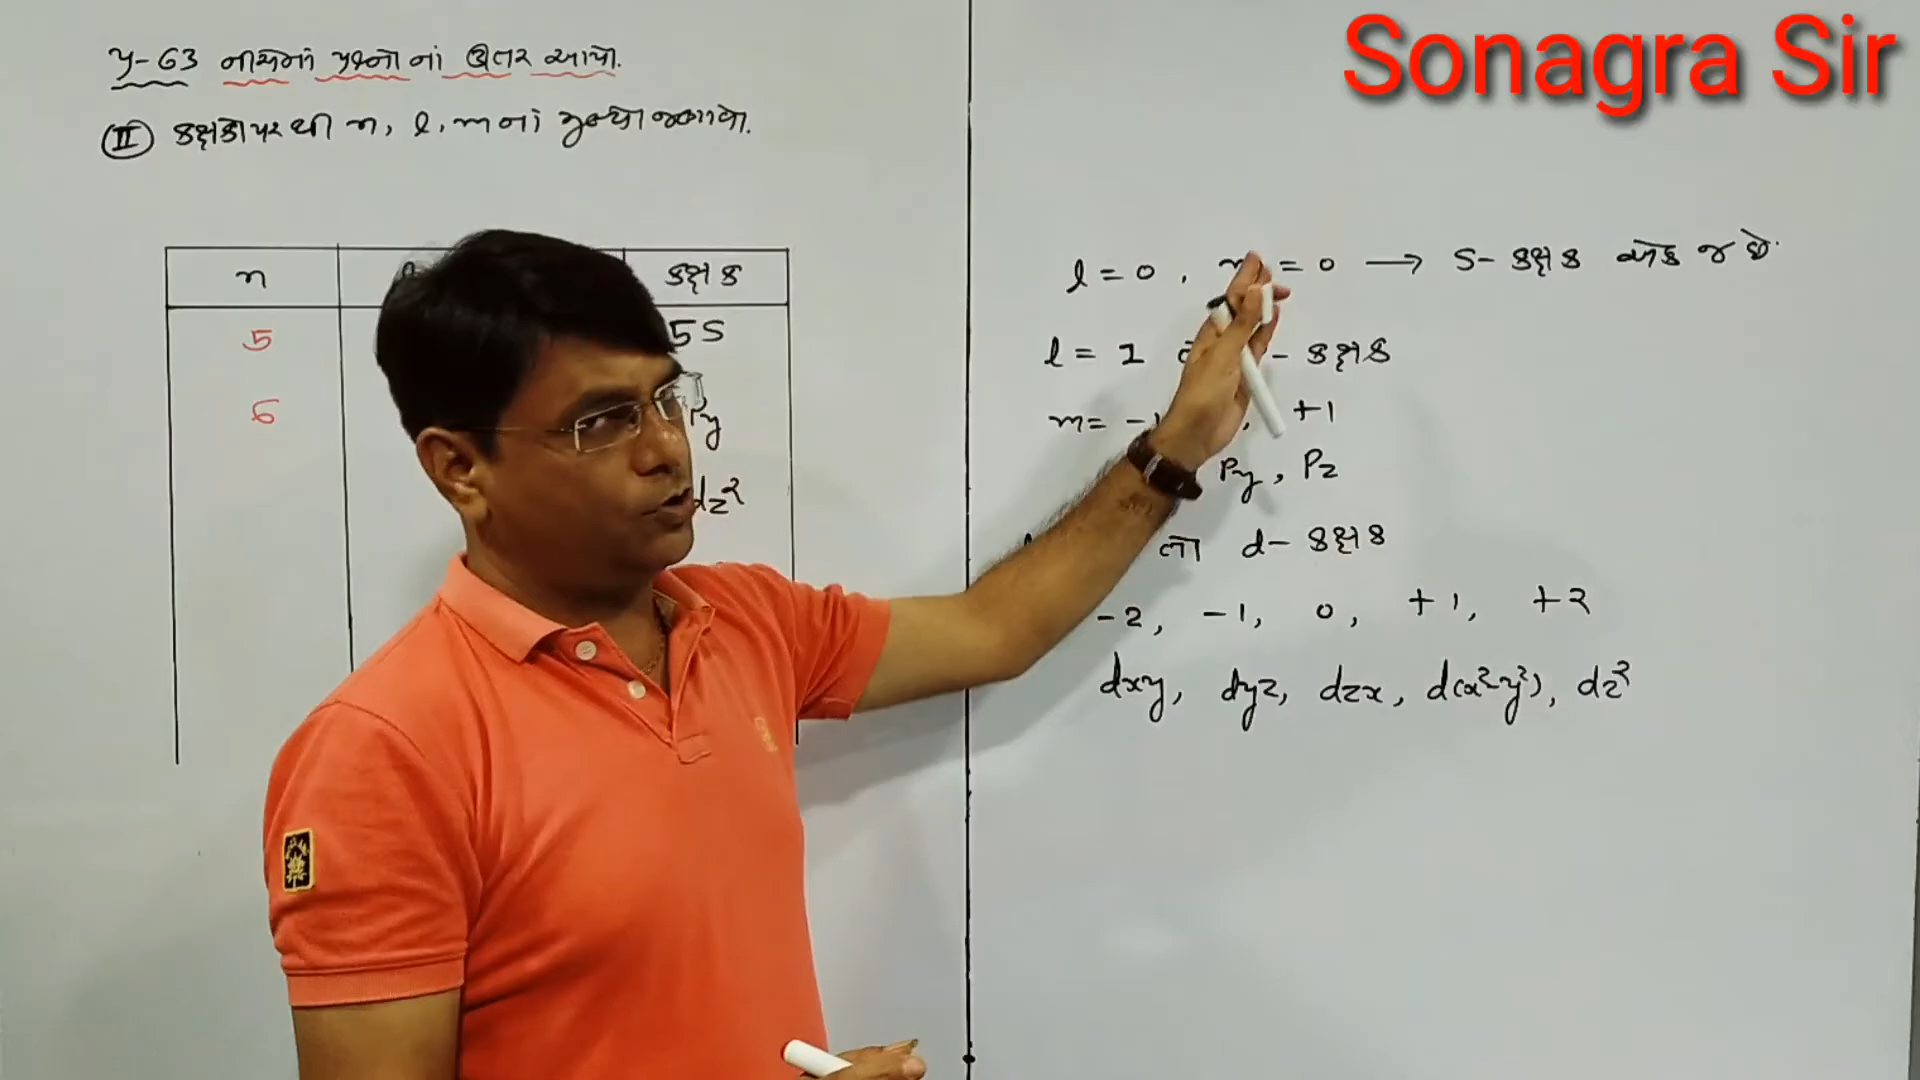 Sonagra Sir
પ્ર-63 નીચેનાં પ્રશ્નો નાં ઉત્તર આપો.
(II) કક્ષકો પર થી n, l, m નાં મુલ્યો જણાવો.
n કક્ષક
5 5S
6 Py
dz²
l = 0, = 0 → S- કક્ષક એક જ છે.
l = 1 - કક્ષક
m = -1 , +1
Py, Pz
તો d- કક્ષક
-2, -1, 0, +1, +2
dxy, dyz, dzx, d(x²-y²), dz²